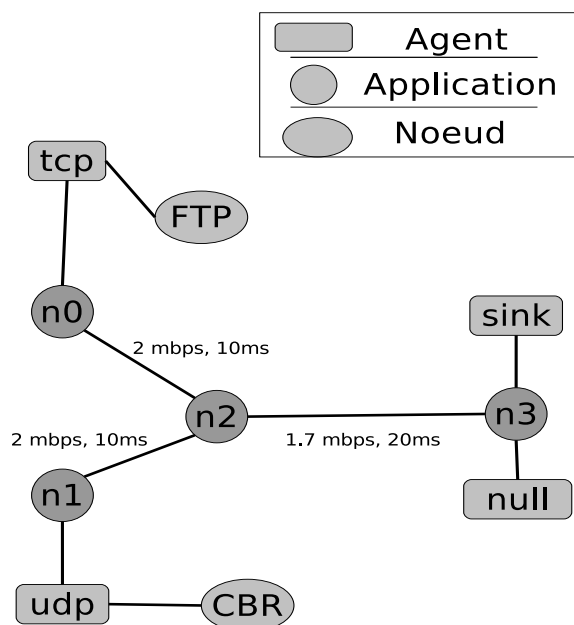 Agent
Application
Noeud
tcp
FTP
n0
sink
2 mbps, 10ms
n2
n3
2 mbps, 10ms
1.7 mbps, 20ms
n1
null
udp
CBR